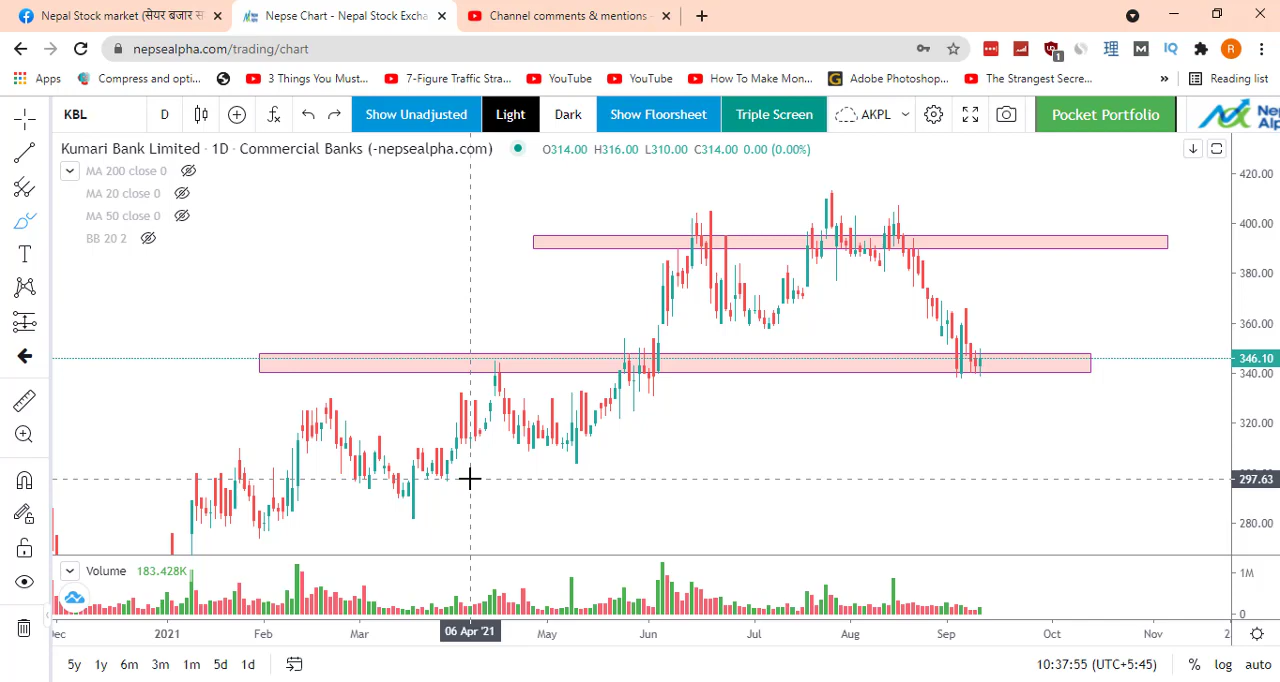 Nepal Stock market (सेयर बजार स
Nepse Chart - Nepal Stock Excha
Channel comments & mentions
nepsealpha.com/trading/chart
Apps
Compress and opti...
3 Things You Must...
7-Figure Traffic Stra...
YouTube
YouTube
How To Make Mon...
Adobe Photoshop...
The Strangest Secre...
Reading list
KBL
D
Show Unadjusted
Light
Dark
Show Floorsheet
Triple Screen
AKPL
Pocket Portfolio
Nep
Alp
Kumari Bank Limited · 1D · Commercial Banks (-nepsealpha.com)
O314.00 H316.00 L310.00 C314.00 0.00 (0.00%)
MA 200 close 0
MA 20 close 0
MA 50 close 0
BB 20 2
420.00
400.00
380.00
360.00
346.10
340.00
320.00
297.63
280.00
Volume 183.428K
1M
0
2021
Feb
Mar
06 Apr '21
May
Jun
Jul
Aug
Sep
Oct
Nov
5y 1y 6m 3m 1m 5d 1d
10:37:55 (UTC+5:45)
% log auto